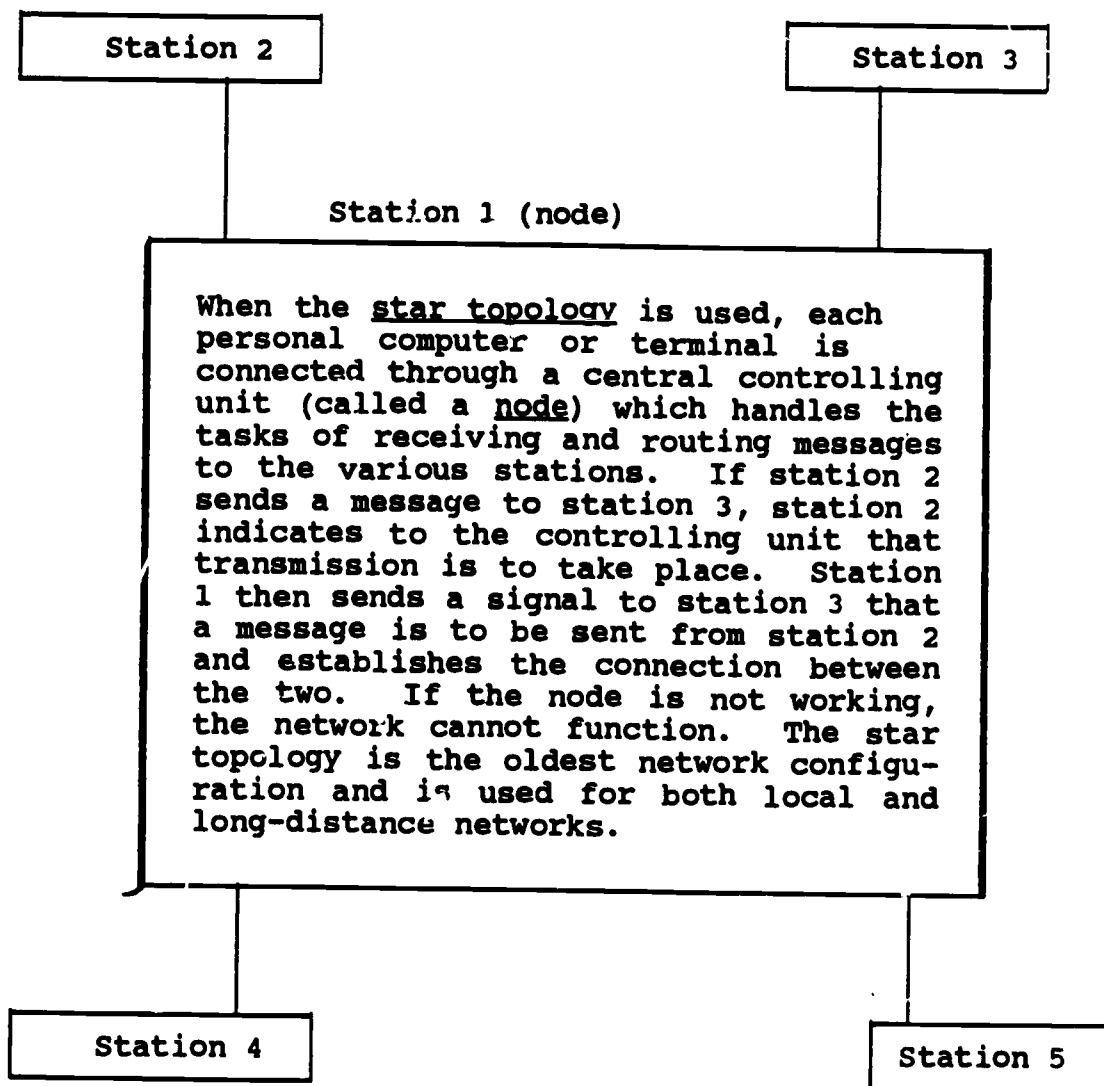 Station 2
Station 3
Station 1 (node)
When the star topology is used, each
personal computer or terminal is
connected through a central controlling
unit (called a node) which handles the
tasks of receiving and routing messages
to the various stations. If station 2
sends a message to station 3, station 2
indicates to the controlling unit that
transmission is to take place. Station
1 then sends a signal to station 3 that
a message is to be sent from station 2
and establishes the connection between
the two. If the node is not working,
the network cannot function. The star
topology is the oldest network configu-
ration and is used for both local and
long-distance networks.
Station 4
Station 5